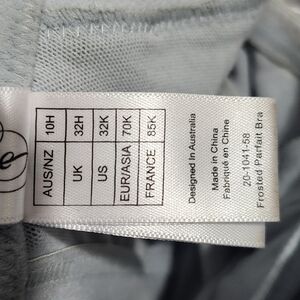 AUS/NZ 10H
UK 32H
US 32K
EUR/ASIA 70K
FRANCE 85K
Designed In Australia
Made in China
Fabriqué en Chine
20-1041-58
Frosted Parfait Bra